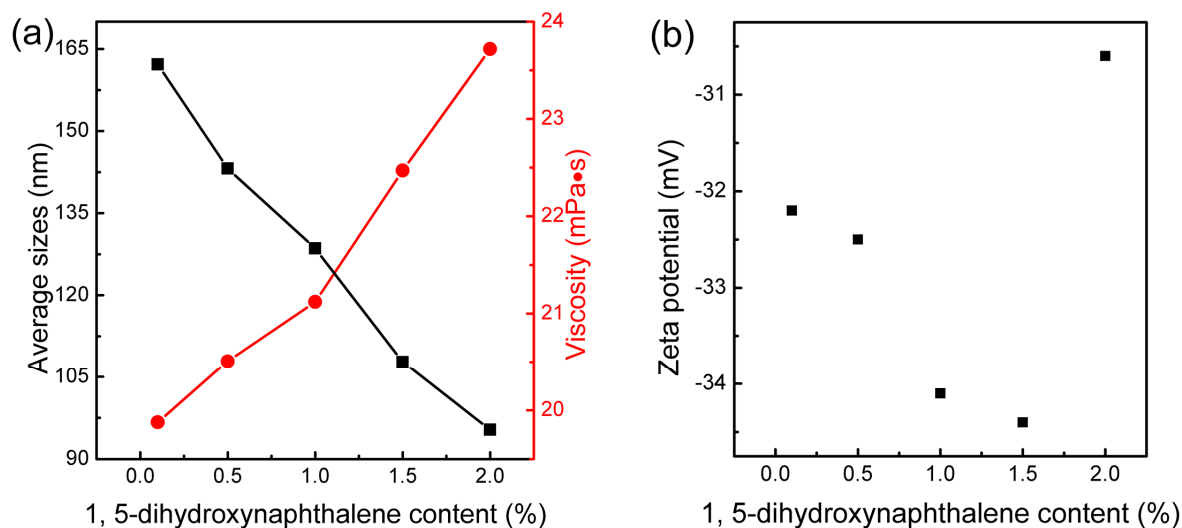 (a)
165
150
135
120
105
90
Average sizes (nm)
24
23
22
21
20
Viscosity (mPa•s)
0.0 0.5 1.0 1.5 2.0
1, 5-dihydroxynaphthalene content (%)
(b)
-31
-32
-33
-34
Zeta potential (mV)
0.0 0.5 1.0 1.5 2.0
1, 5-dihydroxynaphthalene content (%)